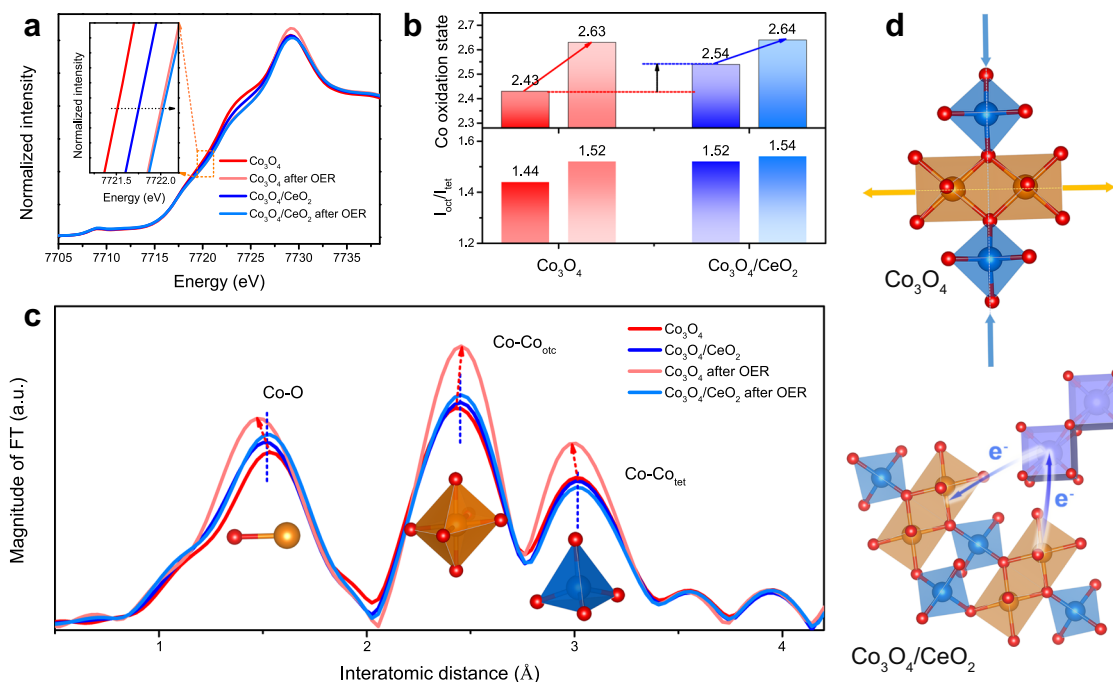 a
Normalized intensity
Normalized intensity
7721.5 7722.0
Energy (eV)
Co₃O₄
Co₃O₄ after OER
Co₃O₄/CeO₂
Co₃O₄/CeO₂ after OER
7705 7710 7715 7720 7725 7730 7735
Energy (eV)
b
Co oxidation state
2.7
2.6
2.5
2.4
2.3
2.43
2.63
2.54
2.64
I_oct/I_tet
1.6
1.4
1.2
1.44
1.52
1.52
1.54
Co₃O₄
Co₃O₄/CeO₂
c
Magnitude of FT (a.u.)
Co-O
Co-Co_otc
Co-Co_tet
Co₃O₄
Co₃O₄/CeO₂
Co₃O₄ after OER
Co₃O₄/CeO₂ after OER
1 2 3 4
Interatomic distance (Å)
d
Co₃O₄
e⁻
e⁻
Co₃O₄/CeO₂